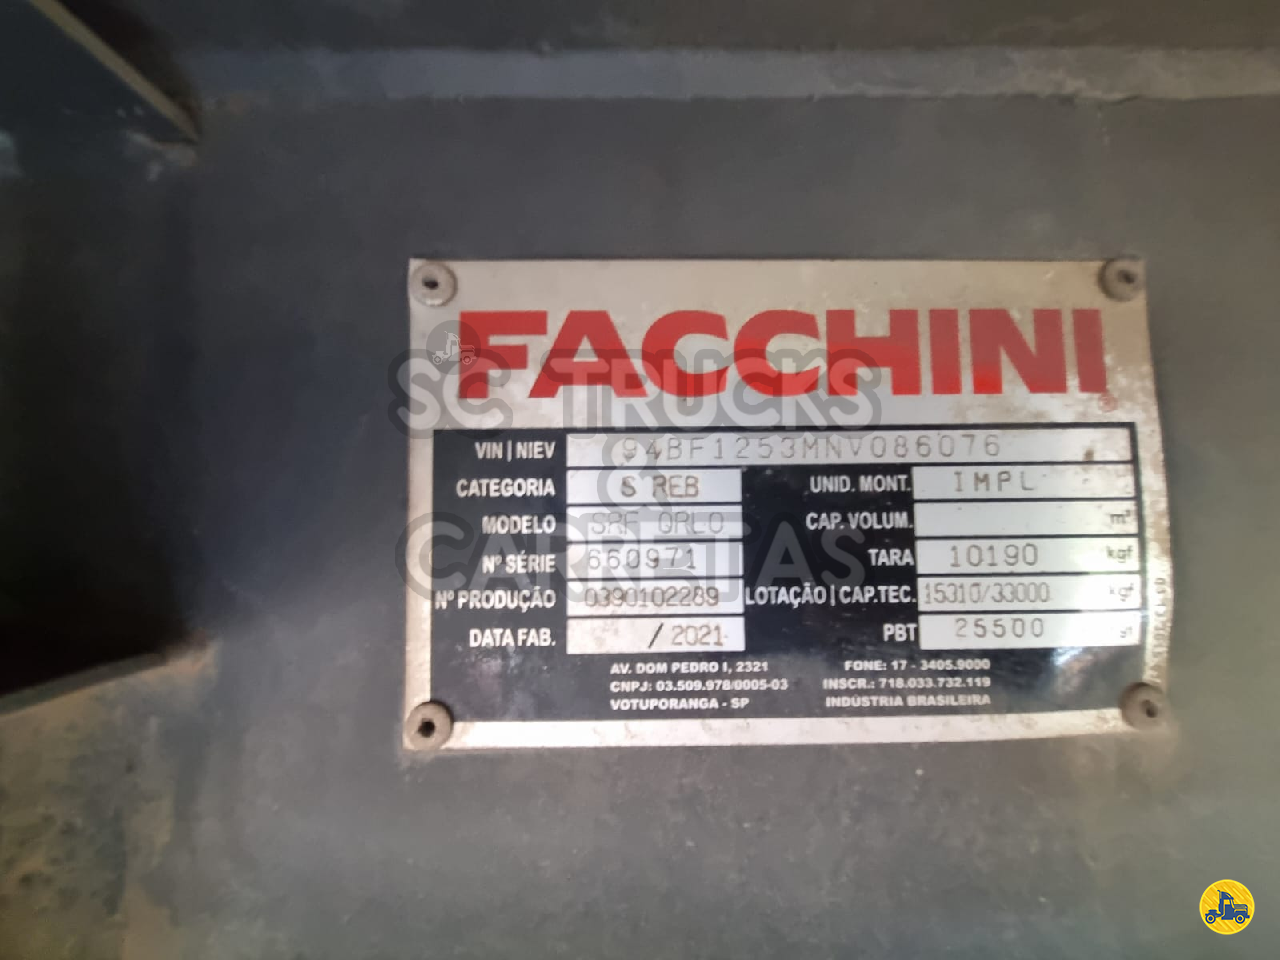 FACCHINI
VIN | NIEV 94BF1253MNV086076
CATEGORIA S REB UNID. MONT. IMPL
MODELO SRF ORLO CAP. VOLUM. m³
Nº SÉRIE 660971 TARA 10190 kgf
Nº PRODUÇÃO 0390102289 LOTAÇÃO | CAP.TEC. 15310/33000 kgf
DATA FAB. / 2021 PBT 25500
AV. DOM PEDRO I, 2321 FONE: 17 - 3405.9000
CNPJ: 03.509.978/0005-03 INSCR.: 718.033.732.119
VOTUPORANGA - SP INDÚSTRIA BRASILEIRA
SC TRUCKS
&
CARRETAS